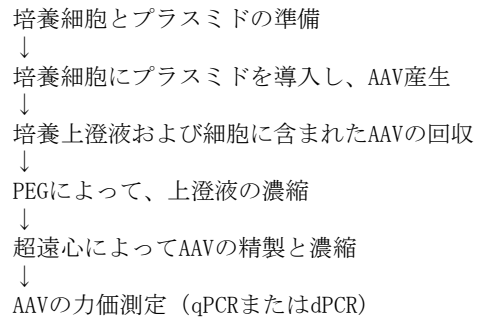 培養細胞とプラスミドの準備
↓
培養細胞にプラスミドを導入し、AAV産生
↓
培養上澄液および細胞に含まれたAAVの回収
↓
PEGによって、上澄液の濃縮
↓
超遠心によってAAVの精製と濃縮
↓
AAVの力価測定（qPCRまたはdPCR）